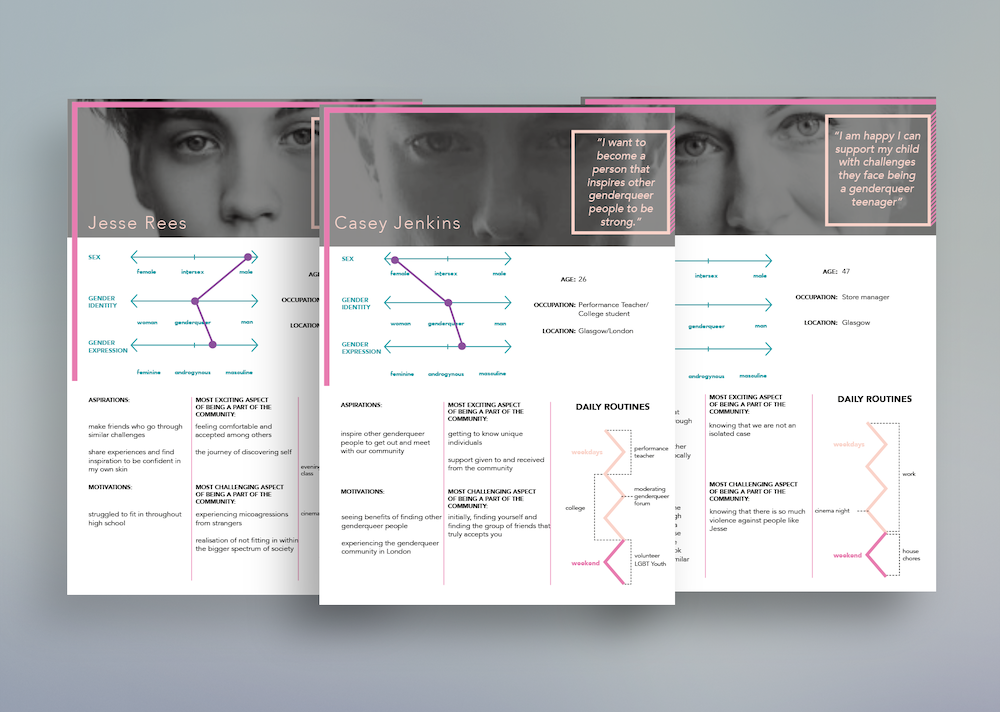 Jesse Rees
SEX
female intersex male
GENDER
IDENTITY
woman genderqueer man
GENDER
EXPRESSION
feminine androgynous masculine
AGE
OCCUPATION
LOCATION
ASPIRATIONS:
make friends who go through
similar challenges
share experiences and find
inspiration to be confident in
my own skin
MOTIVATIONS:
struggled to fit in throughout
high school
MOST EXCITING ASPECT
OF BEING A PART OF THE
COMMUNITY:
feeling comfortable and
accepted among others
the journey of discovering self
MOST CHALLENGING ASPECT
OF BEING A PART OF THE
COMMUNITY:
experiencing micoagressions
from strangers
realisation of not fitting in within
the bigger spectrum of society
evening
class
cinema
Casey Jenkins
“I want to
become a
person that
inspires other
genderqueer
people to be
strong.”
SEX
female intersex male
GENDER
IDENTITY
woman genderqueer man
GENDER
EXPRESSION
feminine androgynous masculine
AGE: 26
OCCUPATION: Performance Teacher/
College student
LOCATION: Glasgow/London
ASPIRATIONS:
inspire other genderqueer
people to get out and meet
with our community
MOTIVATIONS:
seeing benefits of finding other
genderqueer people
experiencing the genderqueer
community in London
MOST EXCITING ASPECT
OF BEING A PART OF THE
COMMUNITY:
getting to know unique
individuals
support given to and received
from the community
MOST CHALLENGING ASPECT
OF BEING A PART OF THE
COMMUNITY:
initially, finding yourself and
finding the group of friends that
truly accepts you
DAILY ROUTINES
weekdays
performance
teacher
moderating
genderqueer
forum
college
weekend
volunteer
LGBT Youth
“I am happy I can
support my child
with challenges
they face being
a genderqueer
teenager”
intersex male
genderqueer man
androgynous masculine
AGE: 47
OCCUPATION: Store manager
LOCATION: Glasgow
MOST EXCITING ASPECT
OF BEING A PART OF THE
COMMUNITY:
knowing that we are not an
isolated case
MOST CHALLENGING ASPECT
OF BEING A PART OF THE
COMMUNITY:
knowing that there is so much
violence against people like
Jesse
DAILY ROUTINES
weekdays
work
cinema night
weekend
house
chores